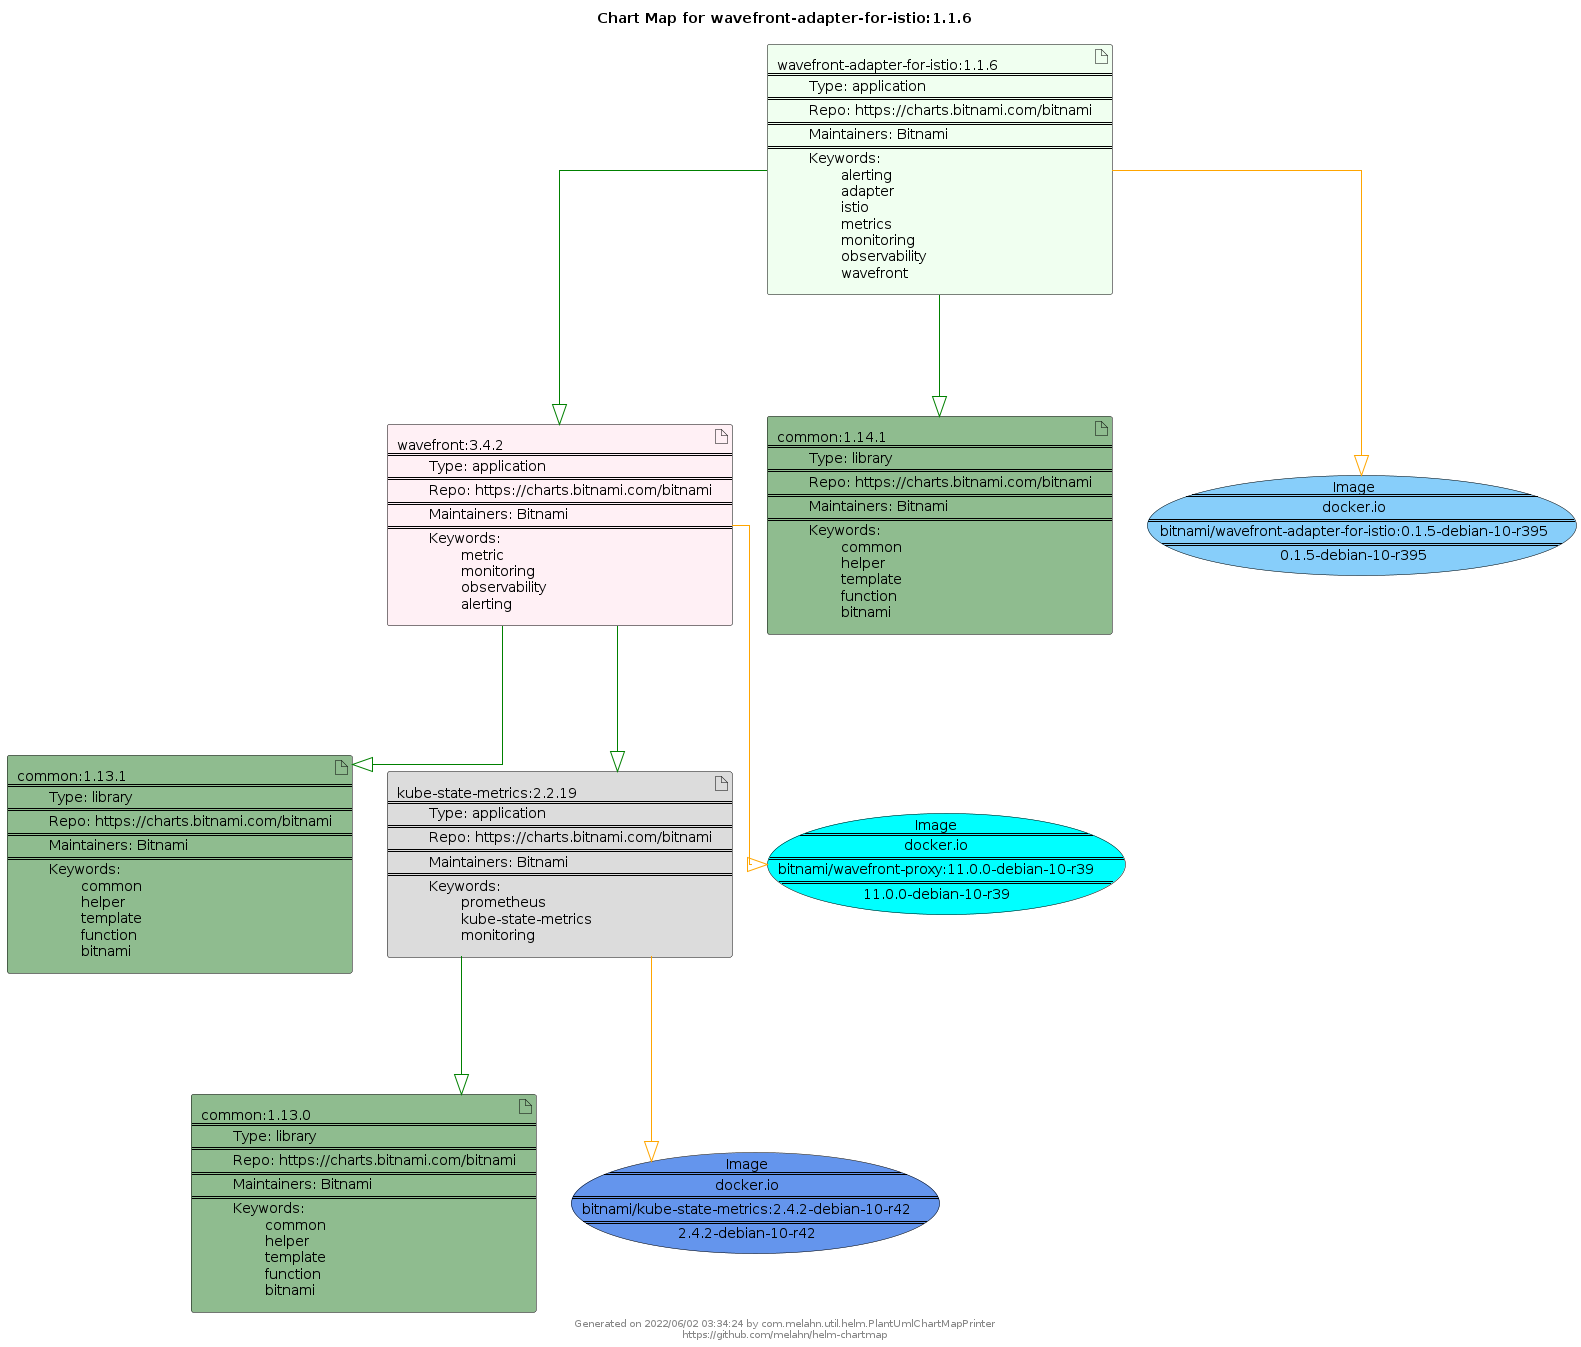 Chart Map for wavefront-adapter-for-istio:1.1.6
wavefront-adapter-for-istio:1.1.6
Type: application
Repo: https://charts.bitnami.com/bitnami
Maintainers: Bitnami
Keywords:
alerting
adapter
istio
metrics
monitoring
observability
wavefront
wavefront:3.4.2
Type: application
Repo: https://charts.bitnami.com/bitnami
Maintainers: Bitnami
Keywords:
metric
monitoring
observability
alerting
common:1.14.1
Type: library
Repo: https://charts.bitnami.com/bitnami
Maintainers: Bitnami
Keywords:
common
helper
template
function
bitnami
Image
docker.io
bitnami/wavefront-adapter-for-istio:0.1.5-debian-10-r395
0.1.5-debian-10-r395
common:1.13.1
Type: library
Repo: https://charts.bitnami.com/bitnami
Maintainers: Bitnami
Keywords:
common
helper
template
function
bitnami
kube-state-metrics:2.2.19
Type: application
Repo: https://charts.bitnami.com/bitnami
Maintainers: Bitnami
Keywords:
prometheus
kube-state-metrics
monitoring
Image
docker.io
bitnami/wavefront-proxy:11.0.0-debian-10-r39
11.0.0-debian-10-r39
common:1.13.0
Type: library
Repo: https://charts.bitnami.com/bitnami
Maintainers: Bitnami
Keywords:
common
helper
template
function
bitnami
Image
docker.io
bitnami/kube-state-metrics:2.4.2-debian-10-r42
2.4.2-debian-10-r42
Generated on 2022/06/02 03:34:24 by com.melahn.util.helm.PlantUmlChartMapPrinter
https://github.com/melahn/helm-chartmap